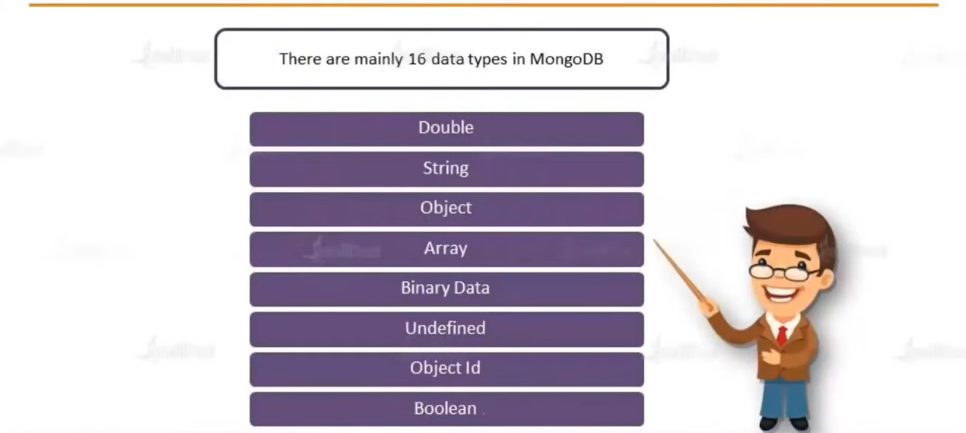 There are mainly 16 data types in MongoDB
Double
String
Object
Array
Binary Data
Undefined
Object Id
Boolean